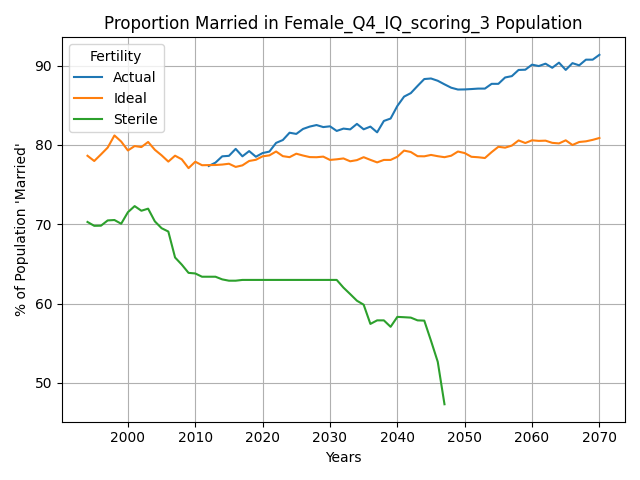 Proportion Married in Female_Q4_IQ_scoring_3 Population
Fertility
Actual
Ideal
Sterile
% of Population 'Married'
90
80
70
60
50
2000 2010 2020 2030 2040 2050 2060 2070
Years